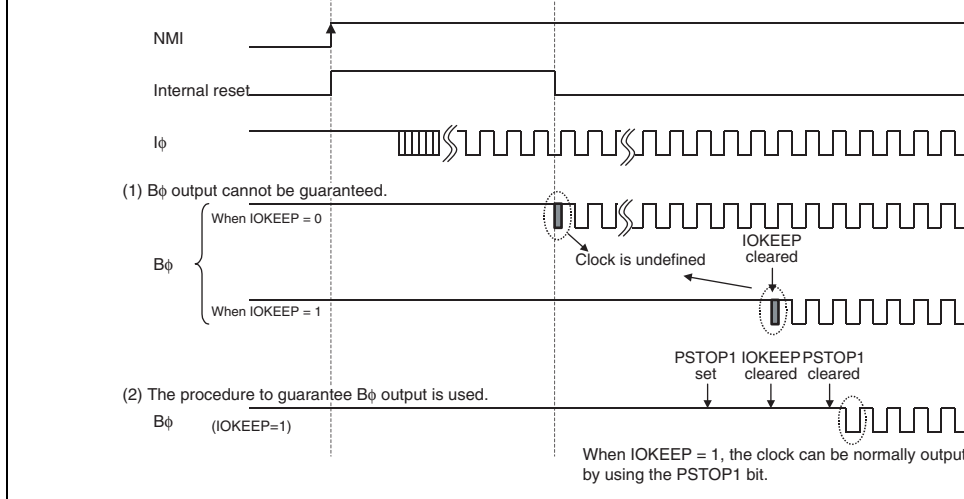 NMI
Internal reset
Iϕ
(1) Bϕ output cannot be guaranteed.
When IOKEEP = 0
Bϕ
Clock is undefined
IOKEEP
cleared
When IOKEEP = 1
PSTOP1 IOKEEP PSTOP1
set cleared cleared
(2) The procedure to guarantee Bϕ output is used.
Bϕ (IOKEEP=1)
When IOKEEP = 1, the clock can be normally output
by using the PSTOP1 bit.